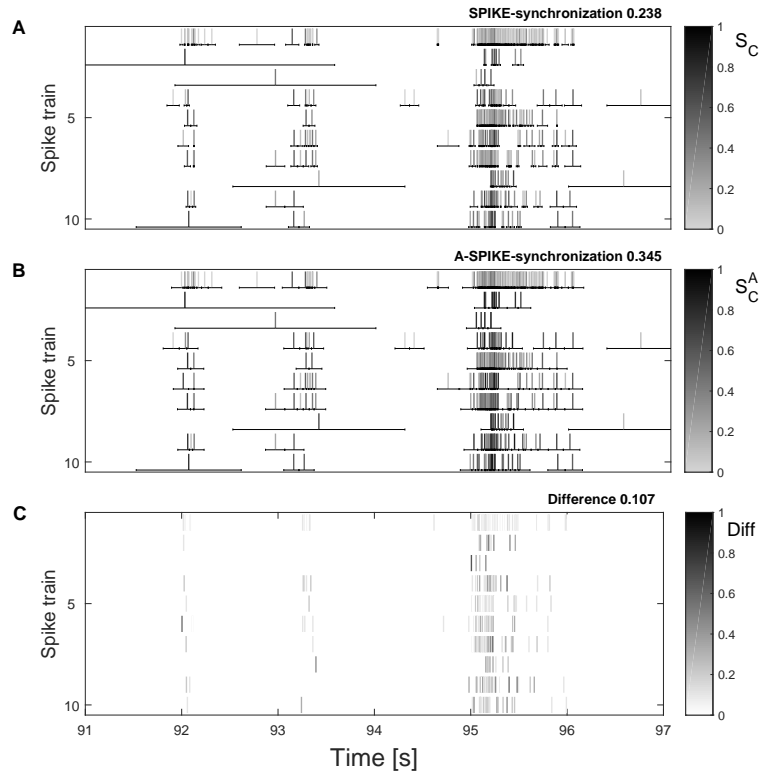 A
SPIKE-synchronization 0.238
Spike train
5
10
1
0.8
0.6
0.4
0.2
0
S_C
B
A-SPIKE-synchronization 0.345
Spike train
5
10
1
0.8
0.6
0.4
0.2
0
S_C^A
C
Difference 0.107
Spike train
5
10
1
0.8
0.6
0.4
0.2
0
Diff
91 92 93 94 95 96 97
Time [s]